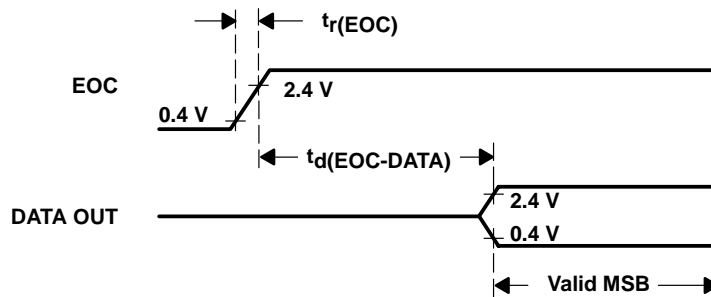 tr(EOC)
EOC
2.4 V
0.4 V
td(EOC-DATA)
DATA OUT
2.4 V
0.4 V
Valid MSB